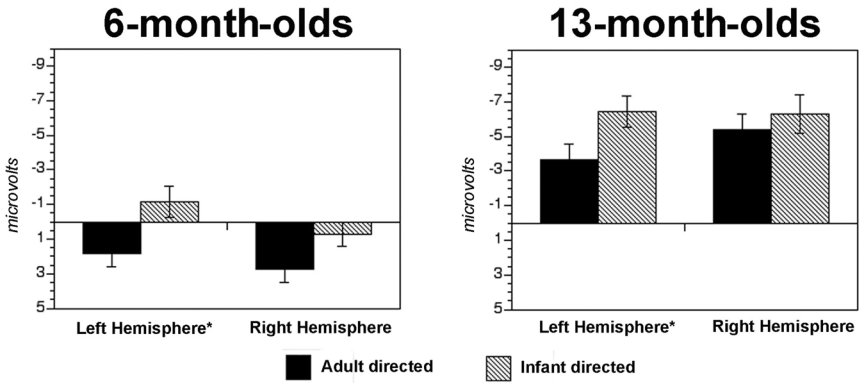 6-month-olds
-9
-7
-5
-3
-1
1
3
5
microvolts
Left Hemisphere*
Right Hemisphere
13-month-olds
-9
-7
-5
-3
-1
1
3
5
microvolts
Left Hemisphere*
Right Hemisphere
Adult directed
Infant directed